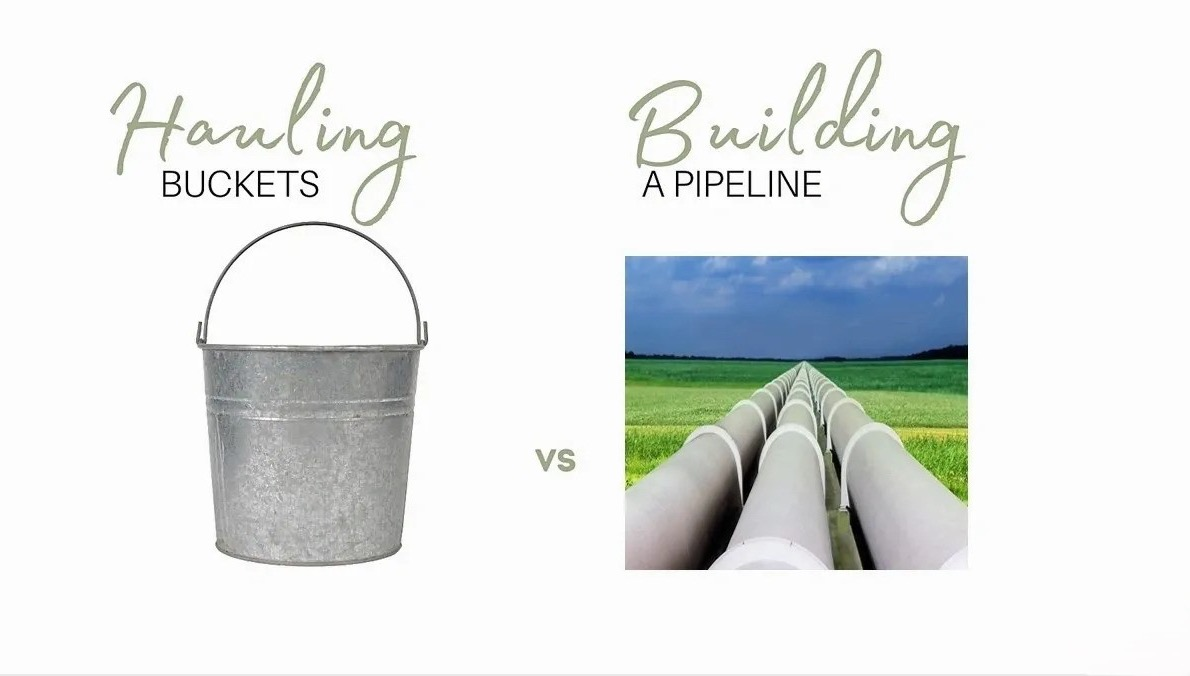 Hauling
BUCKETS
Building
A PIPELINE
vs